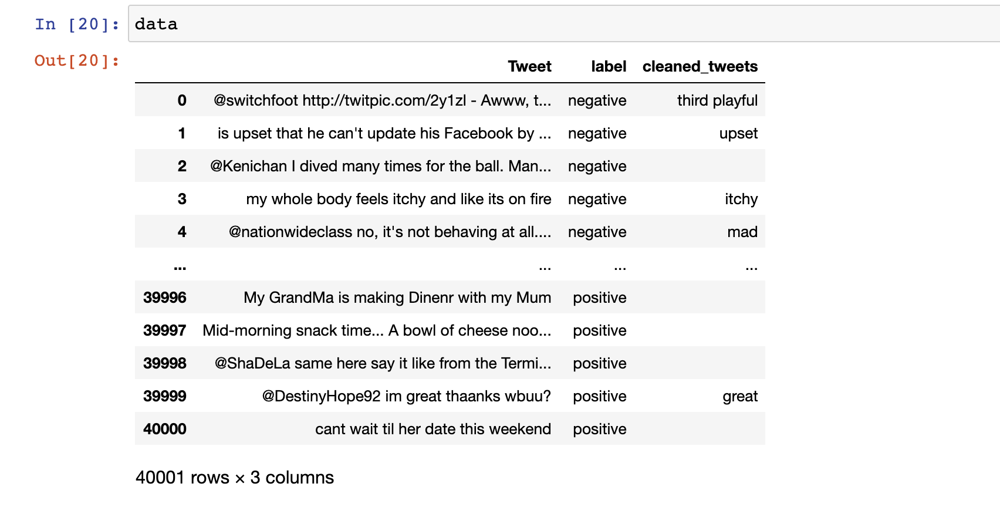 In [20]: data
Out[20]:
Tweet label cleaned_tweets
0 @switchfoot http://twitpic.com/2y1zl - Awww, t... negative third playful
1 is upset that he can't update his Facebook by ... negative upset
2 @Kenichan I dived many times for the ball. Man... negative
3 my whole body feels itchy and like its on fire negative itchy
4 @nationwideclass no, it's not behaving at all.... negative mad
... ... ... ...
39996 My GrandMa is making Dinenr with my Mum positive
39997 Mid-morning snack time... A bowl of cheese noo... positive
39998 @ShaDeLa same here say it like from the Termi... positive
39999 @DestinyHope92 im great thaanks wbuu? positive great
40000 cant wait til her date this weekend positive
40001 rows × 3 columns